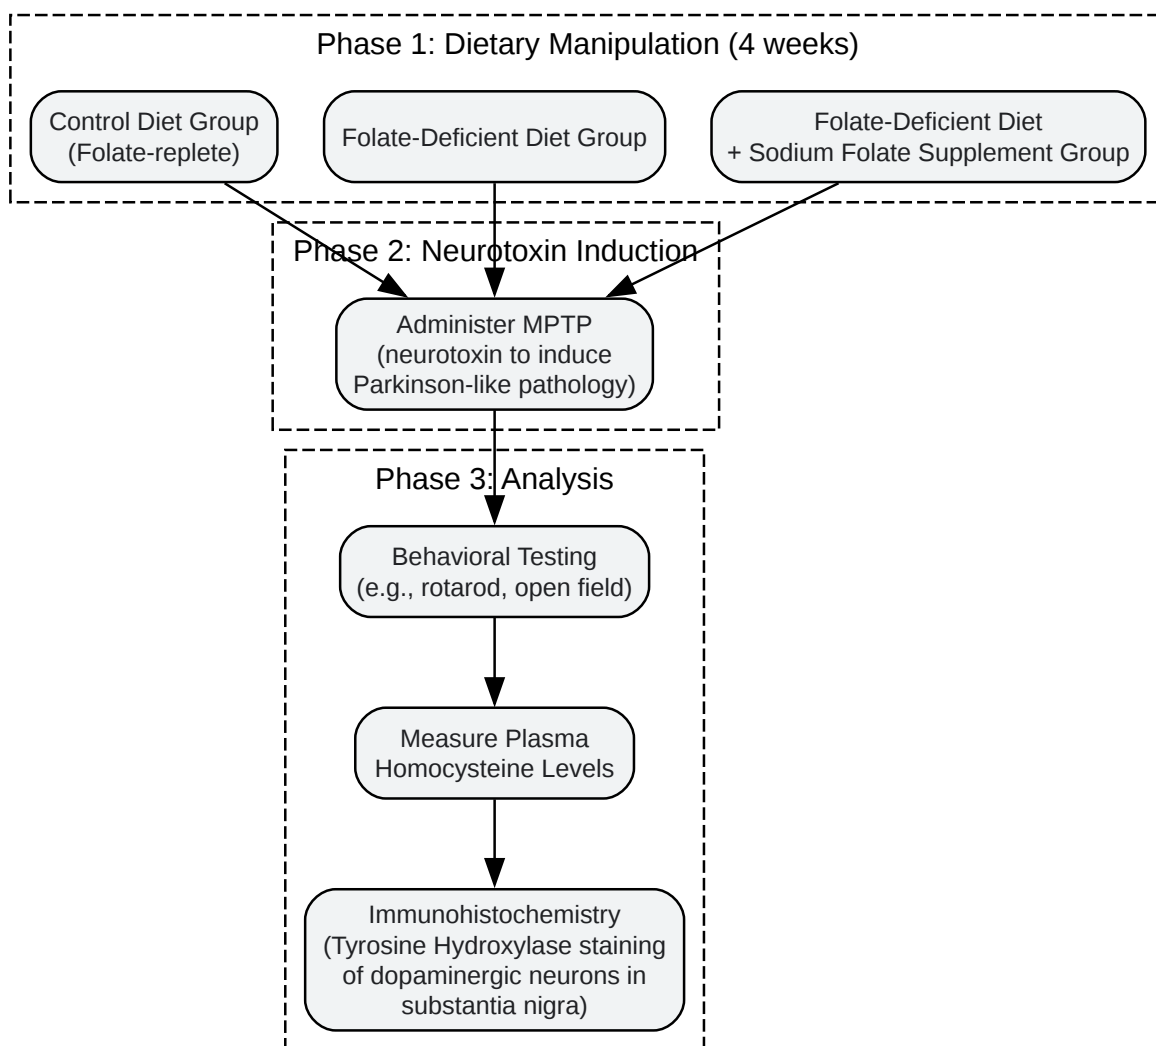 Phase 1: Dietary Manipulation (4 weeks)
Control Diet Group
(Folate-replete)
Folate-Deficient Diet Group
Folate-Deficient Diet
+ Sodium Folate Supplement Group
Phase 2: Neurotoxin Induction
Administer MPTP
(neurotoxin to induce
Parkinson-like pathology)
Phase 3: Analysis
Behavioral Testing
(e.g., rotarod, open field)
Measure Plasma
Homocysteine Levels
Immunohistochemistry
(Tyrosine Hydroxylase staining
of dopaminergic neurons in
substantia nigra)